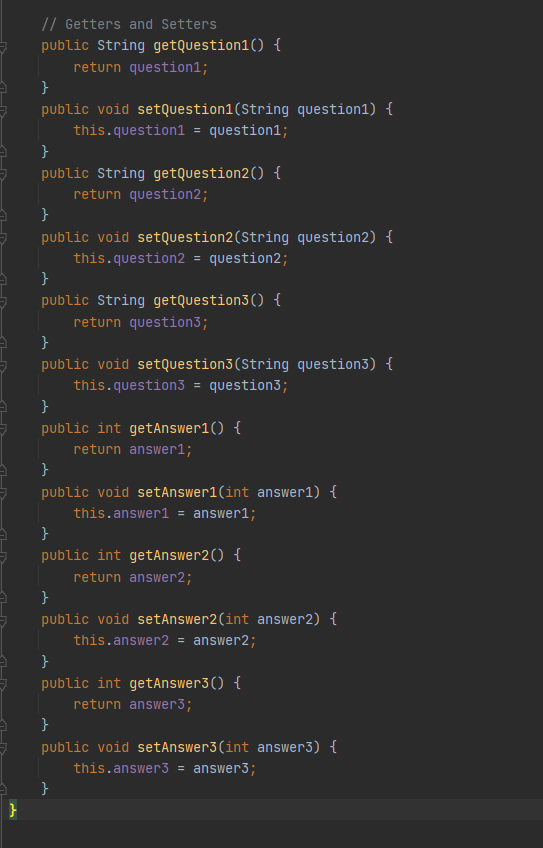 // Getters and Setters
public String getQuestion1() {
return question1;
}
public void setQuestion1(String question1) {
this.question1 = question1;
}
public String getQuestion2() {
return question2;
}
public void setQuestion2(String question2) {
this.question2 = question2;
}
public String getQuestion3() {
return question3;
}
public void setQuestion3(String question3) {
this.question3 = question3;
}
public int getAnswer1() {
return answer1;
}
public void setAnswer1(int answer1) {
this.answer1 = answer1;
}
public int getAnswer2() {
return answer2;
}
public void setAnswer2(int answer2) {
this.answer2 = answer2;
}
public int getAnswer3() {
return answer3;
}
public void setAnswer3(int answer3) {
this.answer3 = answer3;
}
}